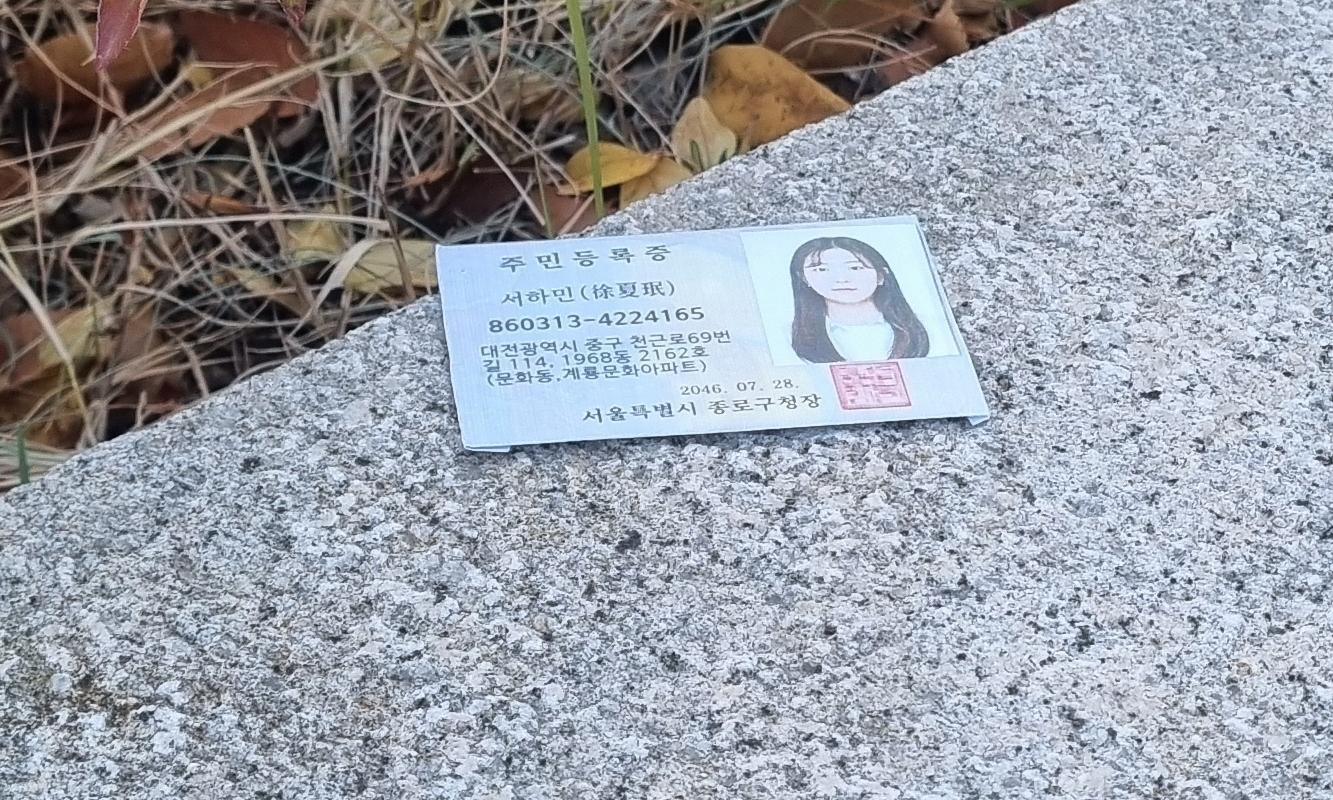 주민등록증
서하민(徐夏珉)
860313-4224165
대전광역시 중구 천근로69번
길 114, 1968동 2162호
(문화동,계룡문화아파트)
2046. 07. 28.
서울특별시 종로구청장